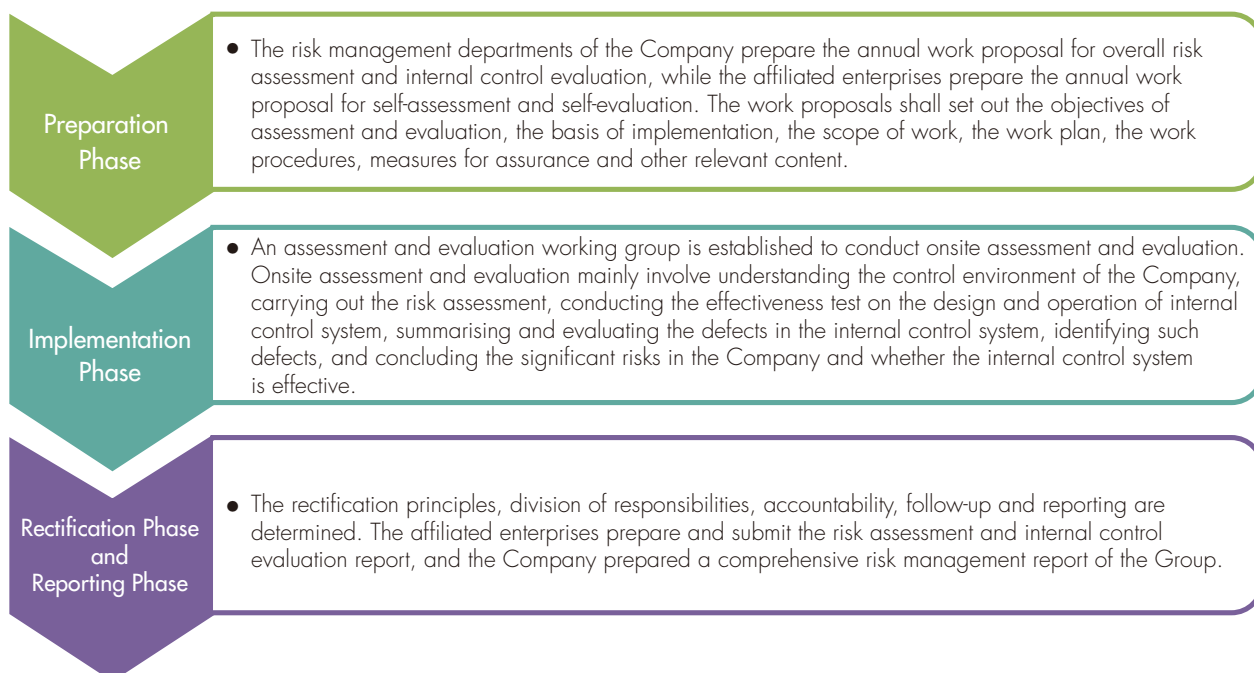 Preparation
Phase
● The risk management departments of the Company prepare the annual work proposal for overall risk
assessment and internal control evaluation, while the affiliated enterprises prepare the annual work
proposal for self-assessment and self-evaluation. The work proposals shall set out the objectives of
assessment and evaluation, the basis of implementation, the scope of work, the work plan, the work
procedures, measures for assurance and other relevant content.
Implementation
Phase
● An assessment and evaluation working group is established to conduct onsite assessment and evaluation.
Onsite assessment and evaluation mainly involve understanding the control environment of the Company,
carrying out the risk assessment, conducting the effectiveness test on the design and operation of internal
control system, summarising and evaluating the defects in the internal control system, identifying such
defects, and concluding the significant risks in the Company and whether the internal control system
is effective.
Rectification Phase
and
Reporting Phase
● The rectification principles, division of responsibilities, accountability, follow-up and reporting are
determined. The affiliated enterprises prepare and submit the risk assessment and internal control
evaluation report, and the Company prepared a comprehensive risk management report of the Group.